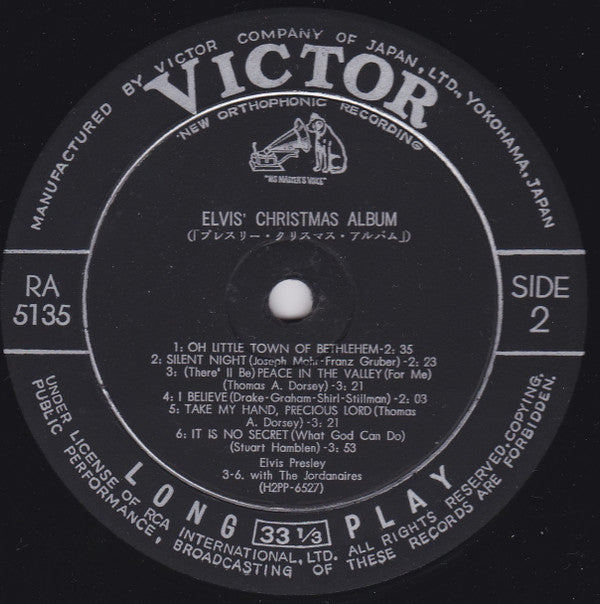 MANUFACTURED BY VICTOR COMPANY OF JAPAN, LTD., YOKOHAMA, JAPAN
VICTOR
NEW ORTHOPHONIC RECORDING
"HIS MASTER'S VOICE"
ELVIS' CHRISTMAS ALBUM
(「プレスリー・クリスマス・アルバム」)
RA
5135
SIDE
2
1: OH LITTLE TOWN OF BETHLEHEM-2: 35
2: SILENT NIGHT (Joseph Mohr-Franz Gruber) -2: 23
3: (There' ll Be) PEACE IN THE VALLEY (For Me)
(Thomas A. Dorsey) -3: 21
4: I BELIEVE (Drake-Graham-Shirl-Stillman) -2: 03
5: TAKE MY HAND, PRECIOUS LORD (Thomas
A. Dorsey) -3: 21
6: IT IS NO SECRET (What God Can Do)
(Stuart Hamblen) -3: 53
Elvis Presley
3-6. with The Jordanaires
(H2PP-6527)
LONG 33 1/3 PLAY
UNDER LICENSE OF RCA INTERNATIONAL, LTD. ALL RIGHTS RESERVED, COPYING,
PUBLIC PERFORMANCE, BROADCASTING OF THESE RECORDS ARE FORBIDDEN.